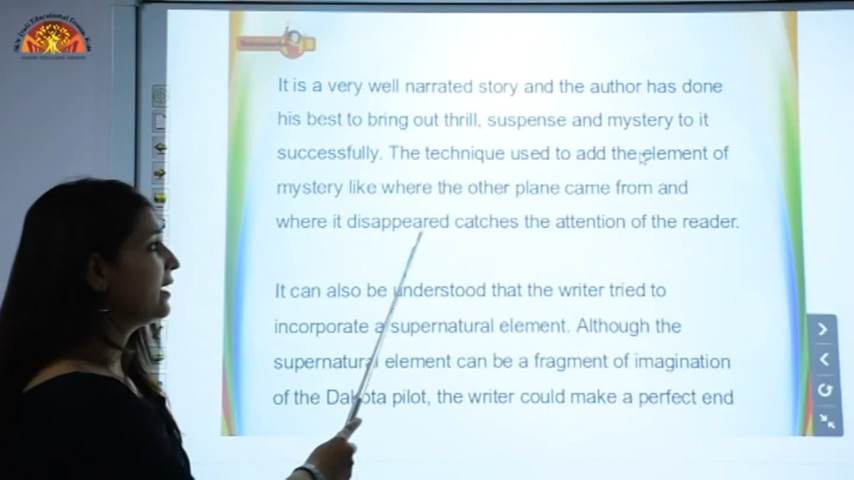 It is a very well narrated story and the author has done
his best to bring out thrill, suspense and mystery to it
successfully. The technique used to add the element of
mystery like where the other plane came from and
where it disappeared catches the attention of the reader.
It can also be understood that the writer tried to
incorporate a supernatural element. Although the
supernatural element can be a fragment of imagination
of the Dakota pilot, the writer could make a perfect end